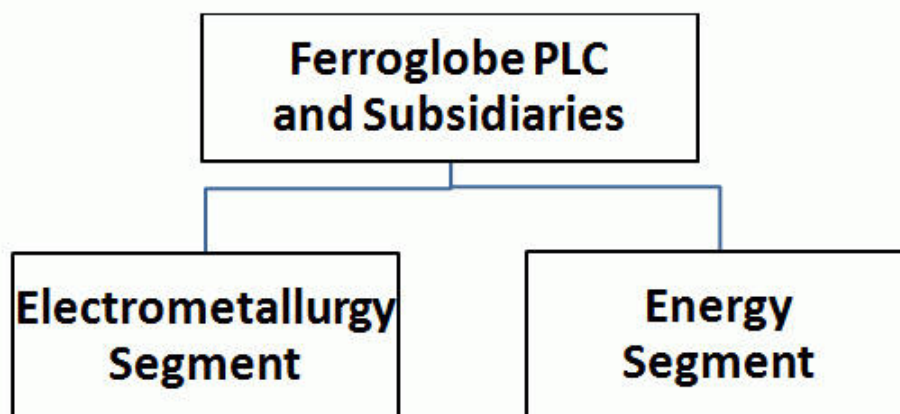 Ferroglobe PLC
and Subsidiaries
Electrometallurgy
Segment
Energy
Segment